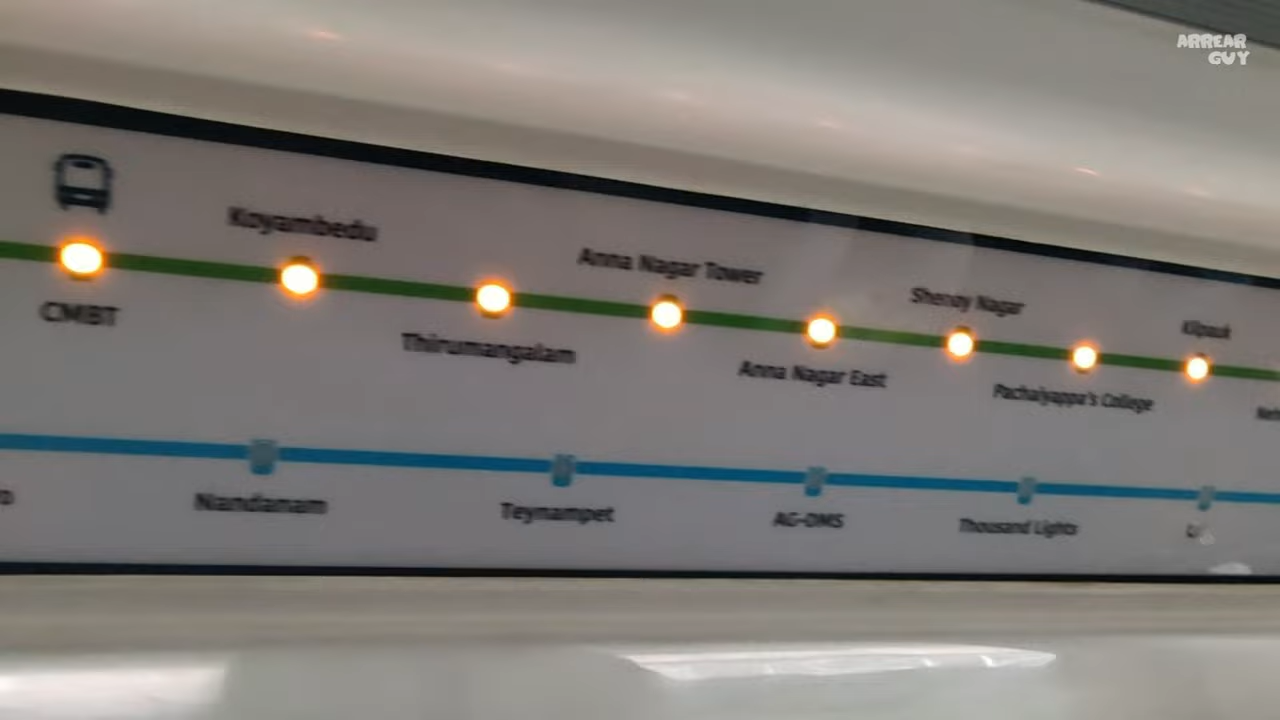 ARREAR
GUY
Koyambedu
Anna Nagar Tower
Shenoy Nagar
Kilpauk
CMBT
Thirumangalam
Anna Nagar East
Pachaiyappa's College
Nandanam
Teynampet
AG-DMS
Thousand Lights